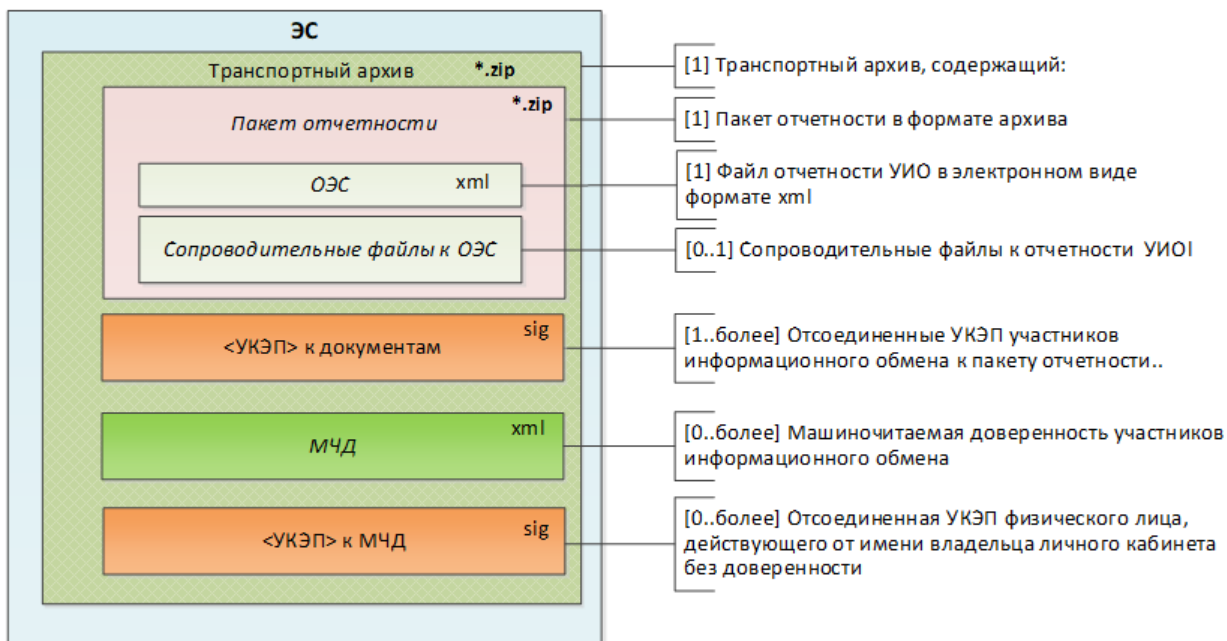 ЭС
Транспортный архив *.zip
*.zip
Пакет отчетности
ОЭС xml
Сопроводительные файлы к ОЭС
sig
<УКЭП> к документам
xml
МЧД
sig
<УКЭП> к МЧД
[1] Транспортный архив, содержащий:
[1] Пакет отчетности в формате архива
[1] Файл отчетности УИО в электронном виде
формате xml
[0..1] Сопроводительные файлы к отчетности УИОl
[1..более] Отсоединенные УКЭП участников
информационного обмена к пакету отчетности..
[0..более] Машиночитаемая доверенность участников
информационного обмена
[0..более] Отсоединенная УКЭП физического лица,
действующего от имени владельца личного кабинета
без доверенности